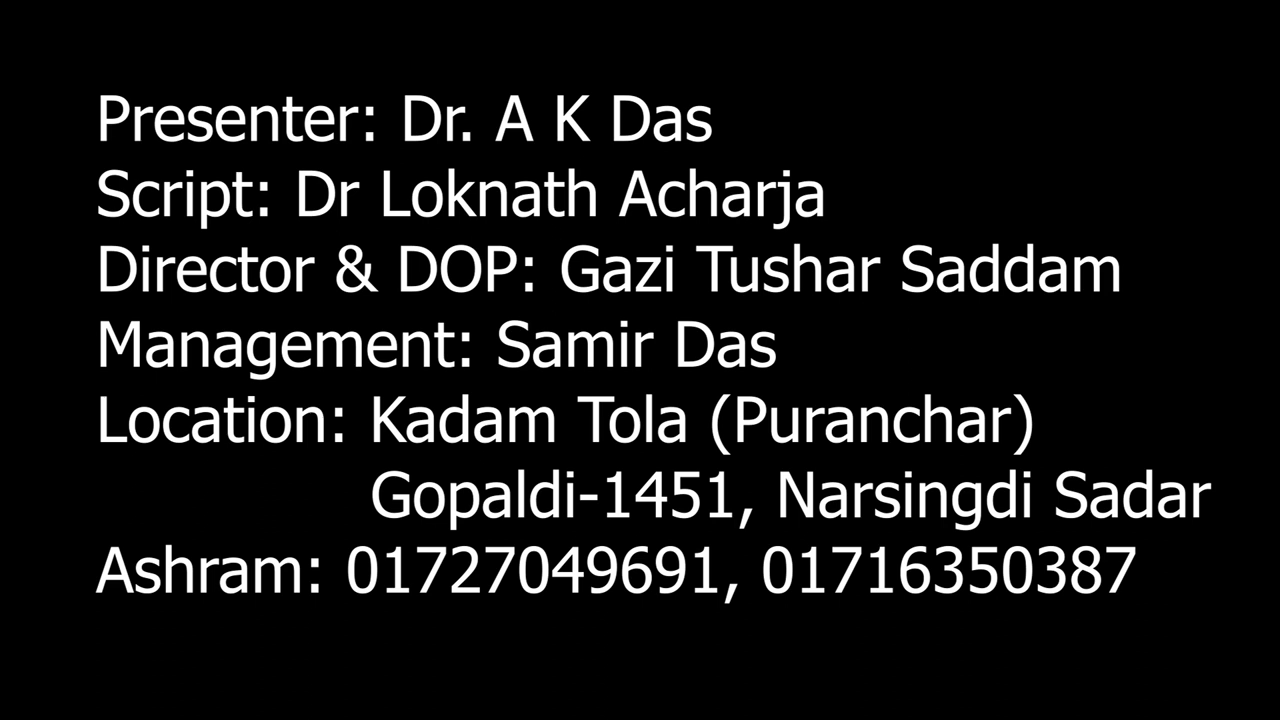 Presenter: Dr. A K Das
Script: Dr Loknath Acharja
Director & DOP: Gazi Tushar Saddam
Management: Samir Das
Location: Kadam Tola (Puranchar)
Gopaldi-1451, Narsingdi Sadar
Ashram: 01727049691, 01716350387